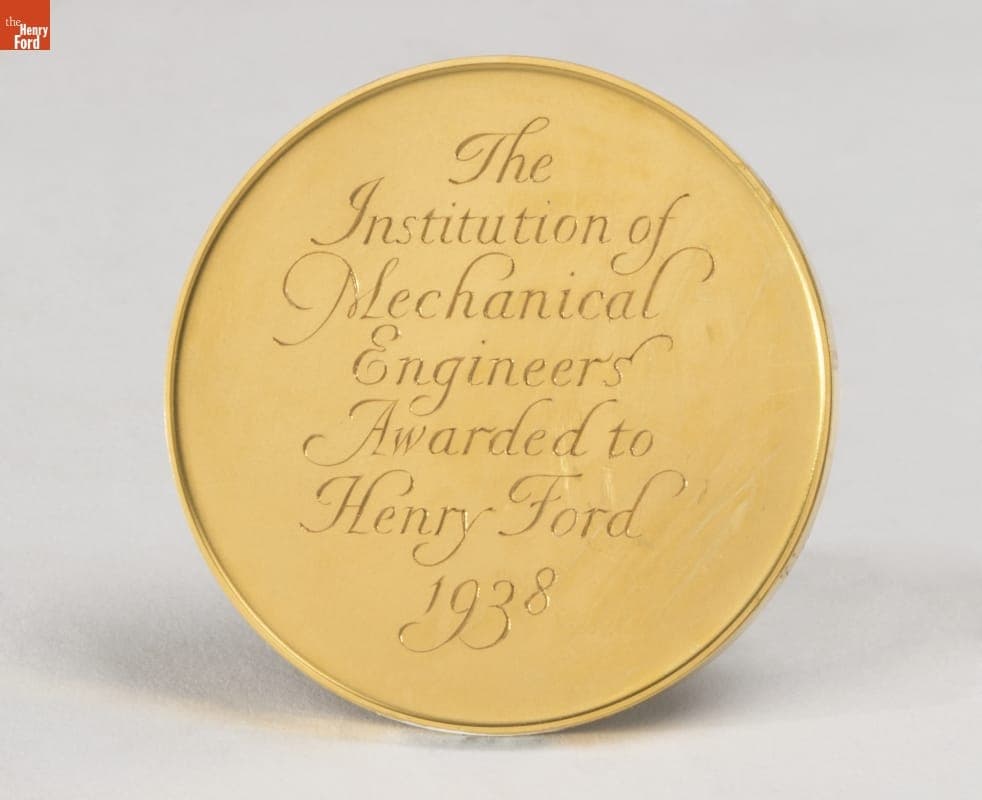 the
Henry
Ford
The
Institution of
Mechanical
Engineers
Awarded to
Henry Ford
1938